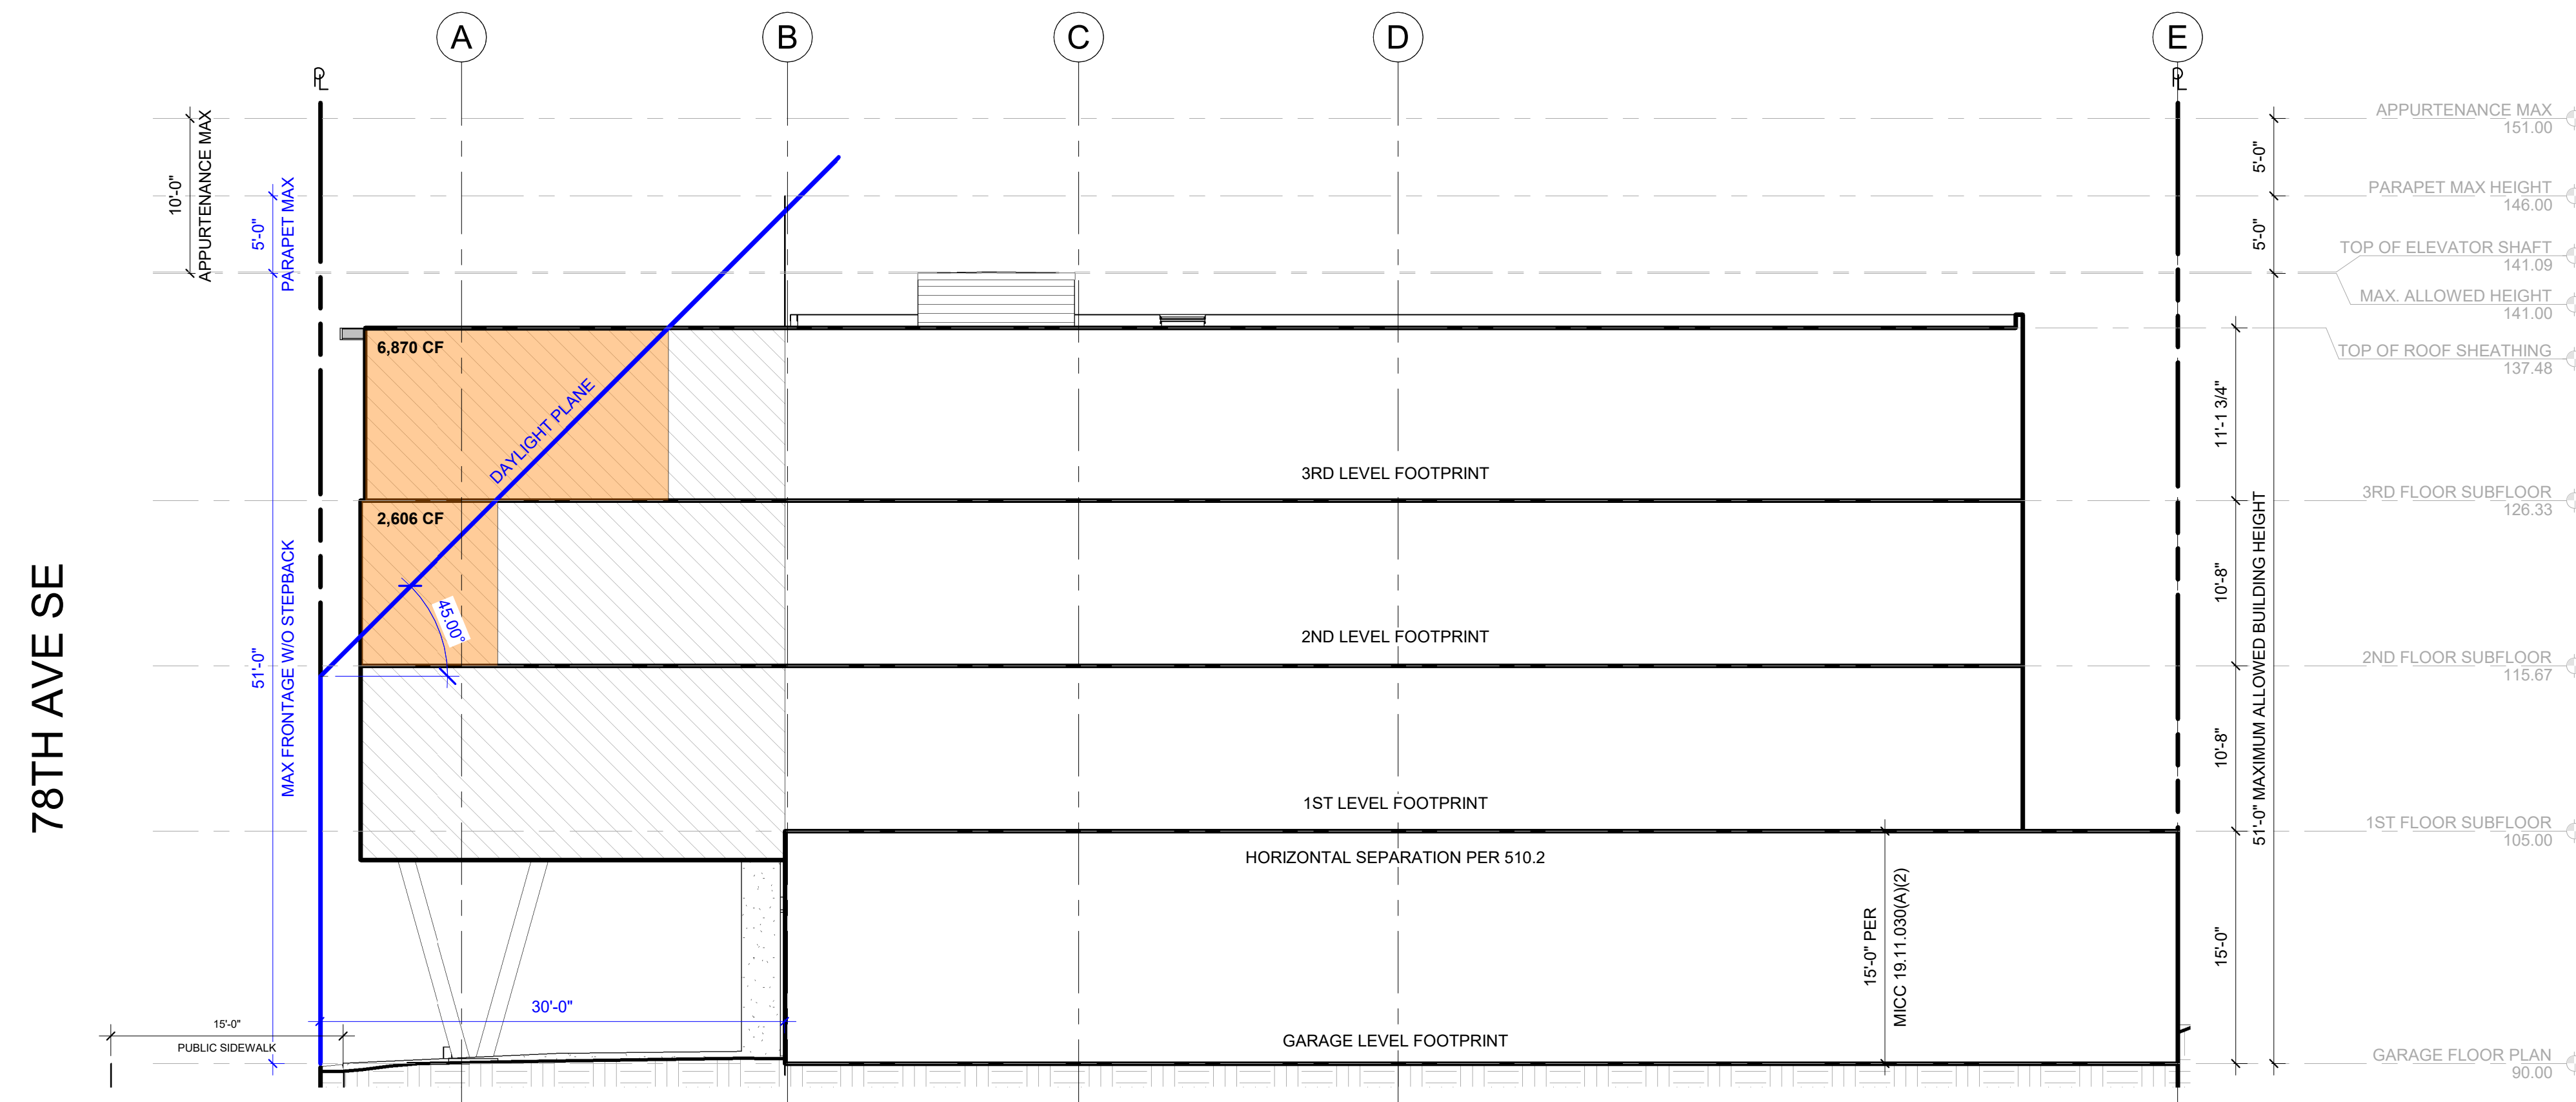 A
B
C
D
E
PL
PL
APPURTENANCE MAX
151.00
10'-0"
APPURTENANCE MAX
5'-0"
PARAPET MAX
5'-0"
PARAPET MAX HEIGHT
146.00
5'-0"
TOP OF ELEVATOR SHAFT
141.09
MAX. ALLOWED HEIGHT
141.00
6,870 CF
TOP OF ROOF SHEATHING
137.48
DAYLIGHT PLANE
11'-1 3/4"
3RD LEVEL FOOTPRINT
3RD FLOOR SUBFLOOR
126.33
2,606 CF
45.00°
10'-8"
2ND LEVEL FOOTPRINT
78TH AVE SE
51'-0"
MAX FRONTAGE W/O STEPBACK
51'-0" MAXIMUM ALLOWED BUILDING HEIGHT
2ND FLOOR SUBFLOOR
115.67
10'-8"
1ST LEVEL FOOTPRINT
1ST FLOOR SUBFLOOR
105.00
HORIZONTAL SEPARATION PER 510.2
15'-0" PER
MICC 19.11.030(A)(2)
15'-0"
30'-0"
15'-0"
PUBLIC SIDEWALK
GARAGE LEVEL FOOTPRINT
GARAGE FLOOR PLAN
90.00